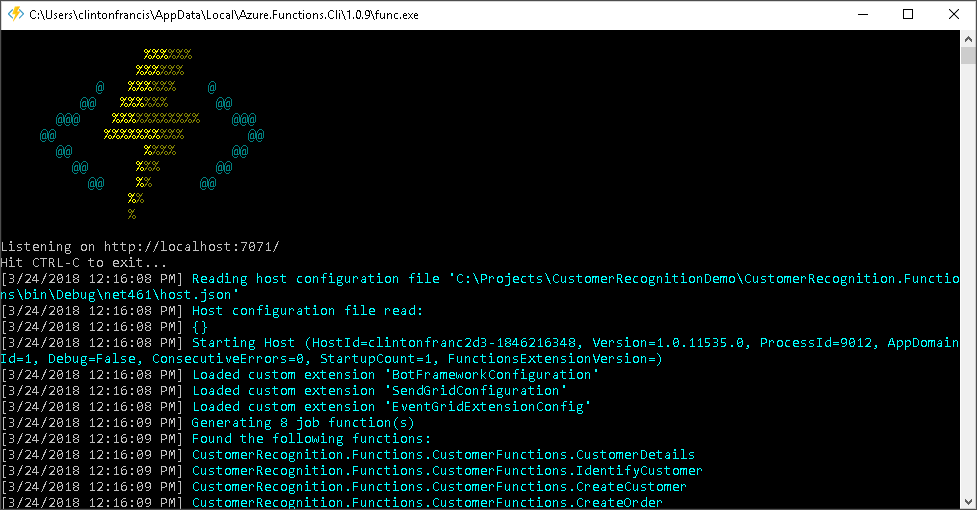 C:\Users\clintonfrancis\AppData\Local\Azure.Functions.Cli\1.0.9\func.exe
%%%%%%
%%%%%%
@ %%%%%% @
@@ %%%%%% @@
@@@ %%%%%%%%%%% @@@
@@ %%%%%%%%%% @@
@@ %%%% @@
@@ %%% @@
@@ %% @@
%%
%
Listening on http://localhost:7071/
Hit CTRL-C to exit...
[3/24/2018 12:16:08 PM] Reading host configuration file 'C:\Projects\CustomerRecognitionDemo\CustomerRecognition.Functio
ns\bin\Debug\net461\host.json'
[3/24/2018 12:16:08 PM] Host configuration file read:
[3/24/2018 12:16:08 PM] {}
[3/24/2018 12:16:08 PM] Starting Host (HostId=clintonfranc2d3-1846216348, Version=1.0.11535.0, ProcessId=9012, AppDomain
Id=1, Debug=False, ConsecutiveErrors=0, StartupCount=1, FunctionsExtensionVersion=)
[3/24/2018 12:16:08 PM] Loaded custom extension 'BotFrameworkConfiguration'
[3/24/2018 12:16:08 PM] Loaded custom extension 'SendGridConfiguration'
[3/24/2018 12:16:08 PM] Loaded custom extension 'EventGridExtensionConfig'
[3/24/2018 12:16:09 PM] Generating 8 job function(s)
[3/24/2018 12:16:09 PM] Found the following functions:
[3/24/2018 12:16:09 PM] CustomerRecognition.Functions.CustomerFunctions.CustomerDetails
[3/24/2018 12:16:09 PM] CustomerRecognition.Functions.CustomerFunctions.IdentifyCustomer
[3/24/2018 12:16:09 PM] CustomerRecognition.Functions.CustomerFunctions.CreateCustomer
[3/24/2018 12:16:09 PM] CustomerRecognition.Functions.CustomerFunctions.CreateOrder